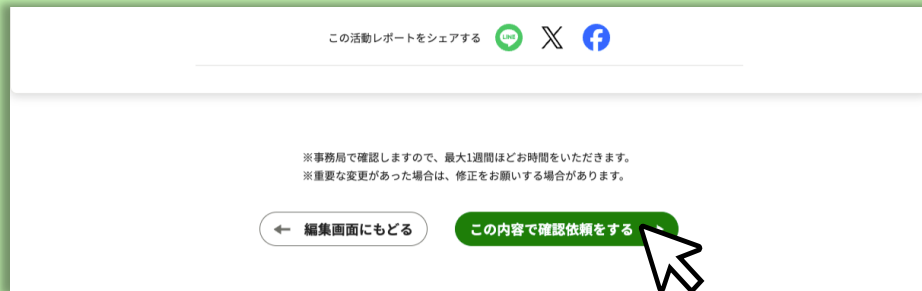 この活動レポートをシェアする LINE
※事務局で確認しますので、最大1週間ほどお時間をいただきます。
※重要な変更があった場合は、修正をお願いする場合があります。
編集画面にもどる
この内容で確認依頼をする